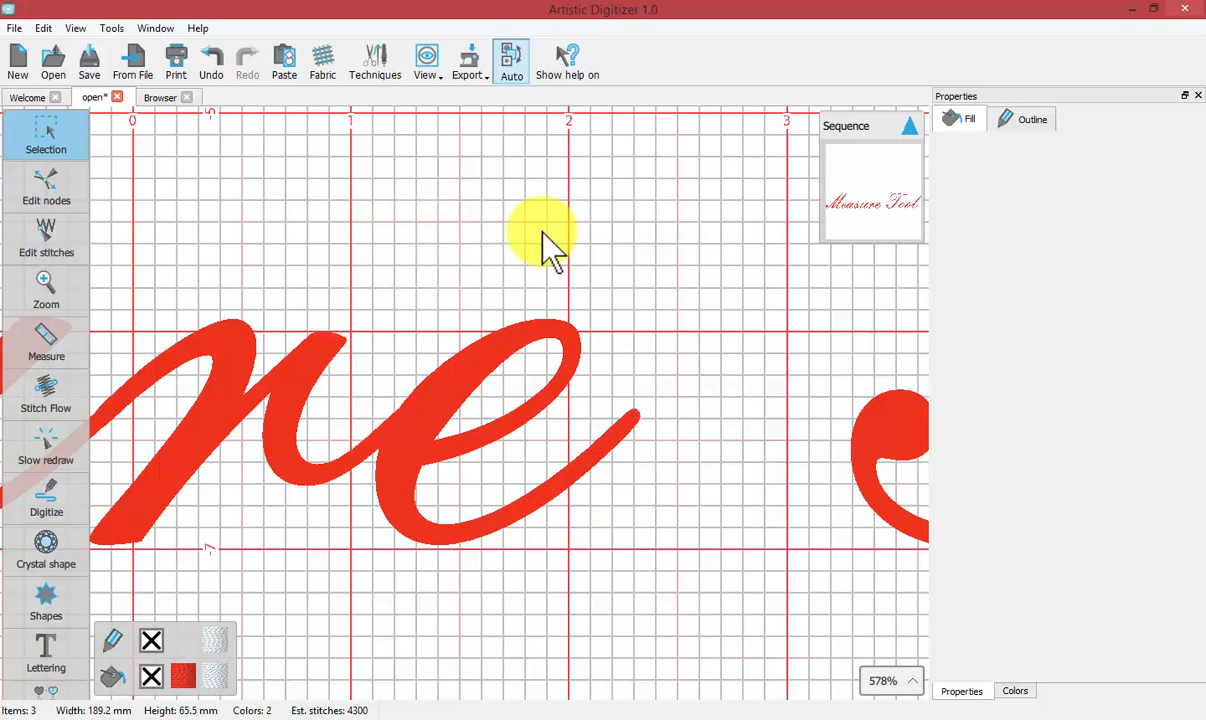 Artistic Digitizer 1.0
File Edit View Tools Window Help
New Open Save From File Print Undo Redo Paste Fabric Techniques View Export Auto Show help on
Welcome open* Browser
Properties
Fill Outline
0 1 2 3
-5
-7
Sequence
Measure Tool
Selection
Edit nodes
Edit stitches
Zoom
Measure
Stitch Flow
Slow redraw
Digitize
Crystal shape
Shapes
Lettering
578%
Properties Colors
Items: 3 Width: 189.2 mm Height: 65.5 mm Colors: 2 Est. stitches: 4300